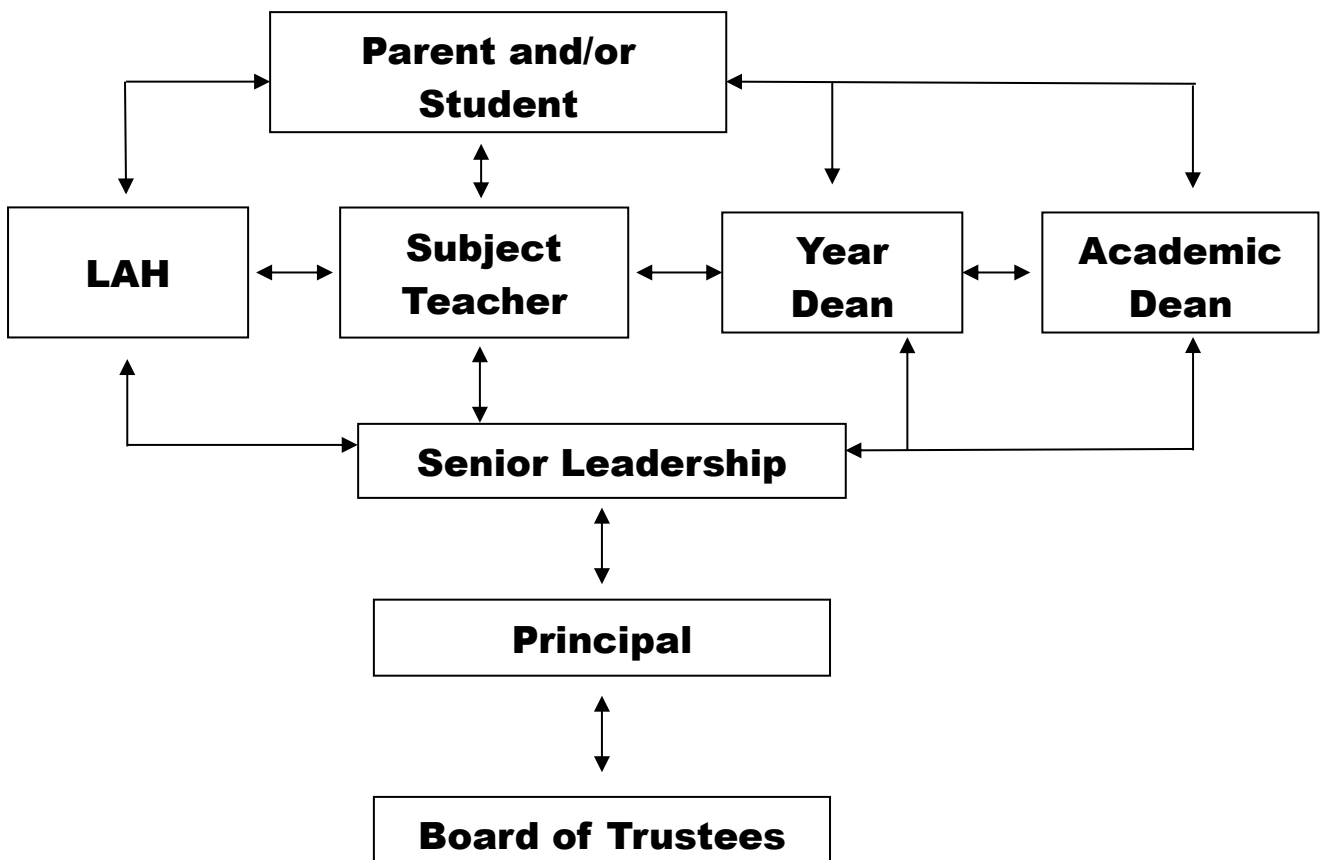 Parent and/or
Student
LAH
Subject
Teacher
Year
Dean
Academic
Dean
Senior Leadership
Principal
Board of Trustees